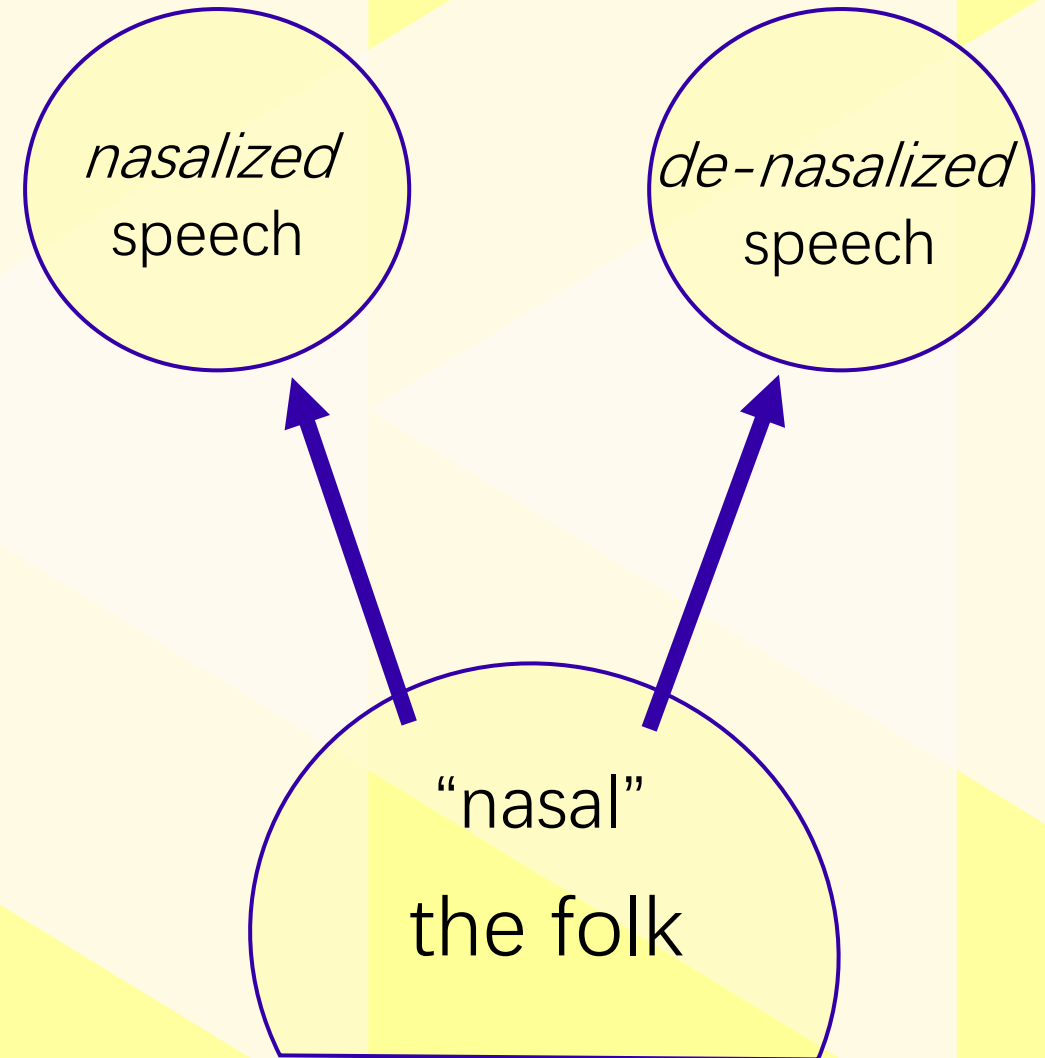 nasalized
speech
de-nasalized
speech
“nasal”
the folk